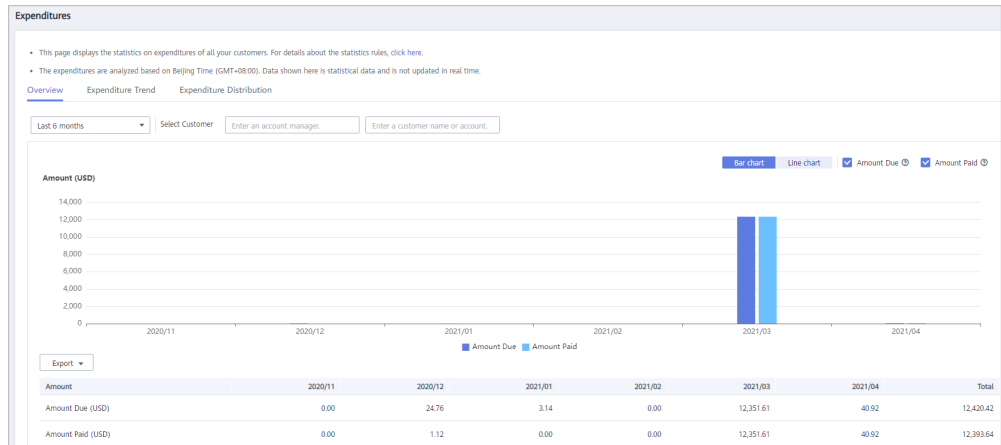 Expenditures
• This page displays the statistics on expenditures of all your customers. For details about the statistics rules, click here.
• The expenditures are analyzed based on Beijing Time (GMT+08:00). Data shown here is statistical data and is not updated in real time.
Overview Expenditure Trend Expenditure Distribution
Last 6 months Select Customer Enter an account manager. Enter a customer name or account.
Bar chart Line chart Amount Due Amount Paid
Amount (USD)
14,000
12,000
10,000
8,000
6,000
4,000
2,000
0
2020/11 2020/12 2021/01 2021/02 2021/03 2021/04
Amount Due Amount Paid
Export
Amount 2020/11 2020/12 2021/01 2021/02 2021/03 2021/04 Total
Amount Due (USD) 0.00 24.76 3.14 0.00 12,351.61 40.92 12,420.42
Amount Paid (USD) 0.00 1.12 0.00 0.00 12,351.61 40.92 12,393.64